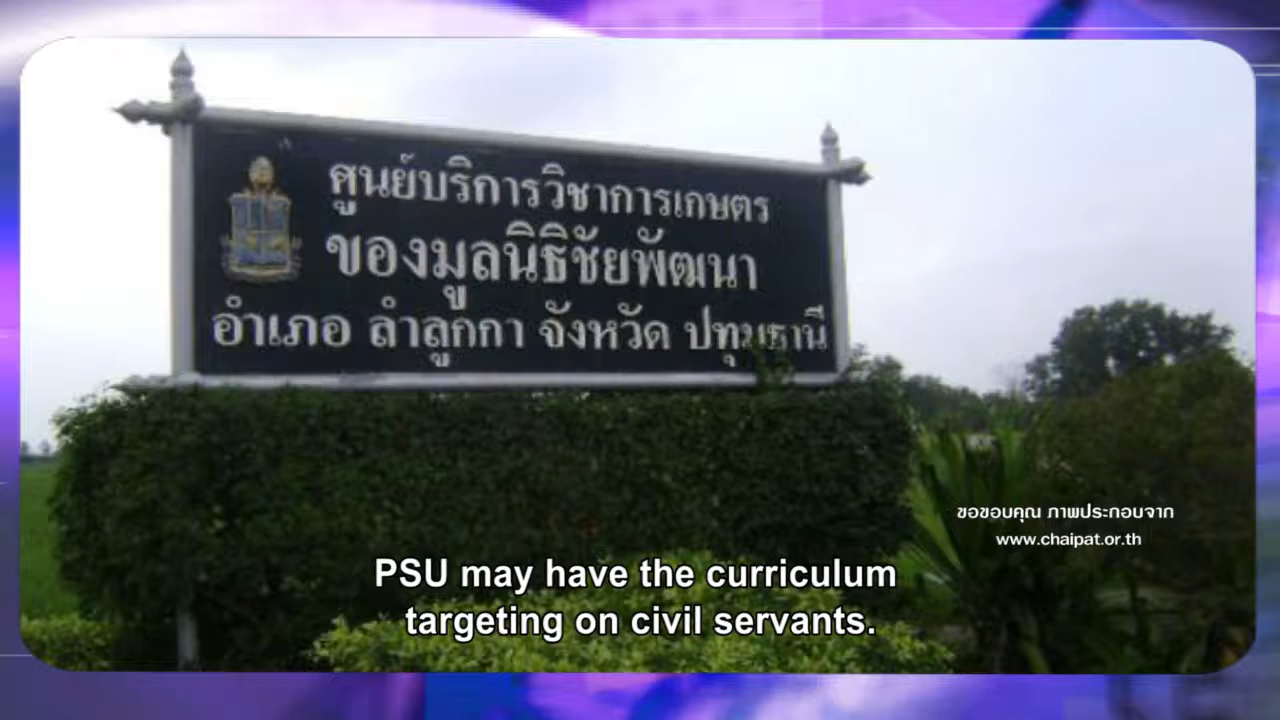 ศูนย์บริการวิชาการเกษตร
ของมูลนิธิชัยพัฒนา
อำเภอ ลำลูกกา จังหวัด ปทุมธานี
ขอขอบคุณ ภาพประกอบจาก
www.chaipat.or.th
PSU may have the curriculum
targeting on civil servants.